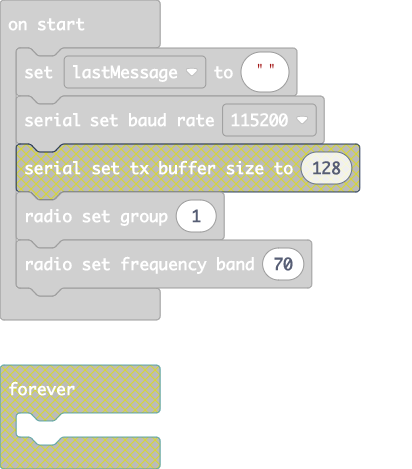 on start
set lastMessage to " "
serial set baud rate 115200
serial set tx buffer size to 128
radio set group 1
radio set frequency band 70
forever